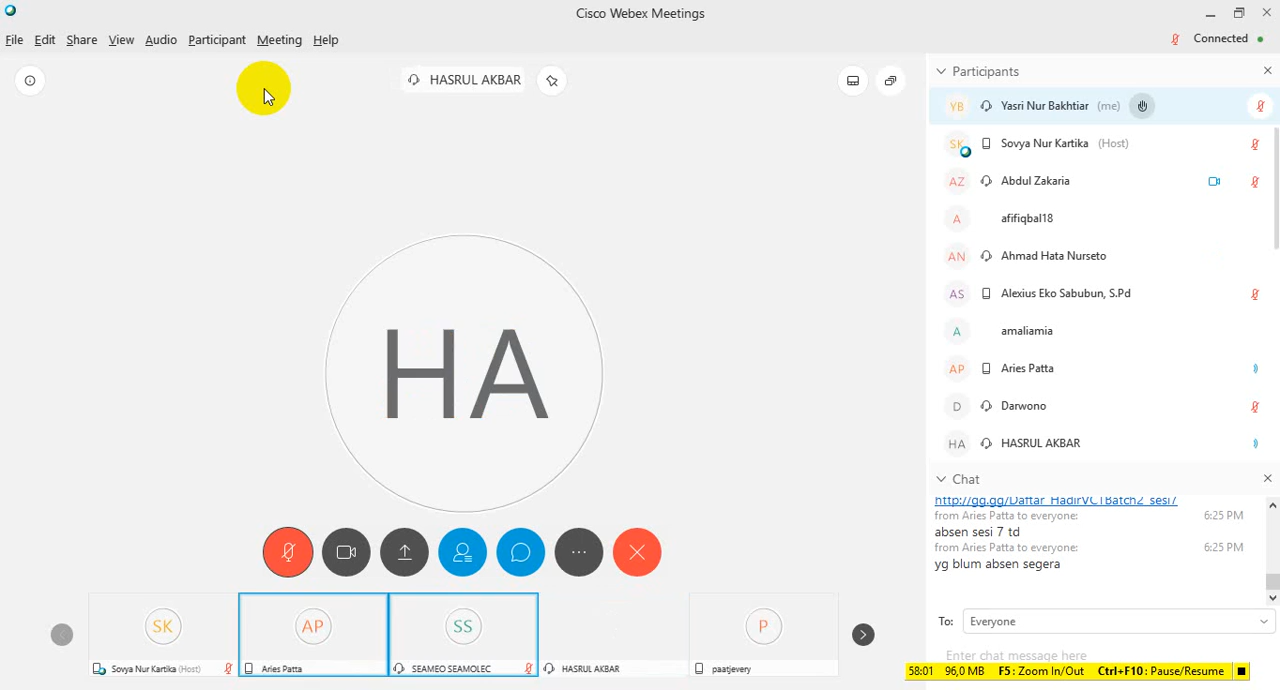 Cisco Webex Meetings
File Edit Share View Audio Participant Meeting Help
Connected
HASRUL AKBAR
HA
SK
Sovya Nur Kartika (Host)
AP
Aries Patta
SS
SEAMEO SEAMOLEC
HASRUL AKBAR
P
paatjevery
Participants
YB Yasri Nur Bakhtiar (me)
SK Sovya Nur Kartika (Host)
AZ Abdul Zakaria
A afifiqbal18
AN Ahmad Hata Nurseto
AS Alexius Eko Sabubun, S.Pd
A amaliamia
AP Aries Patta
D Darwono
HA HASRUL AKBAR
Chat
http://gg.gg/Daftar_HadirVCTBatch2_sesi7
from Aries Patta to everyone: 6:25 PM
absen sesi 7 td
from Aries Patta to everyone: 6:25 PM
yg blum absen segera
To: Everyone
Enter chat message here
58:01 96,0 MB F5: Zoom In/Out Ctrl+F10: Pause/Resume